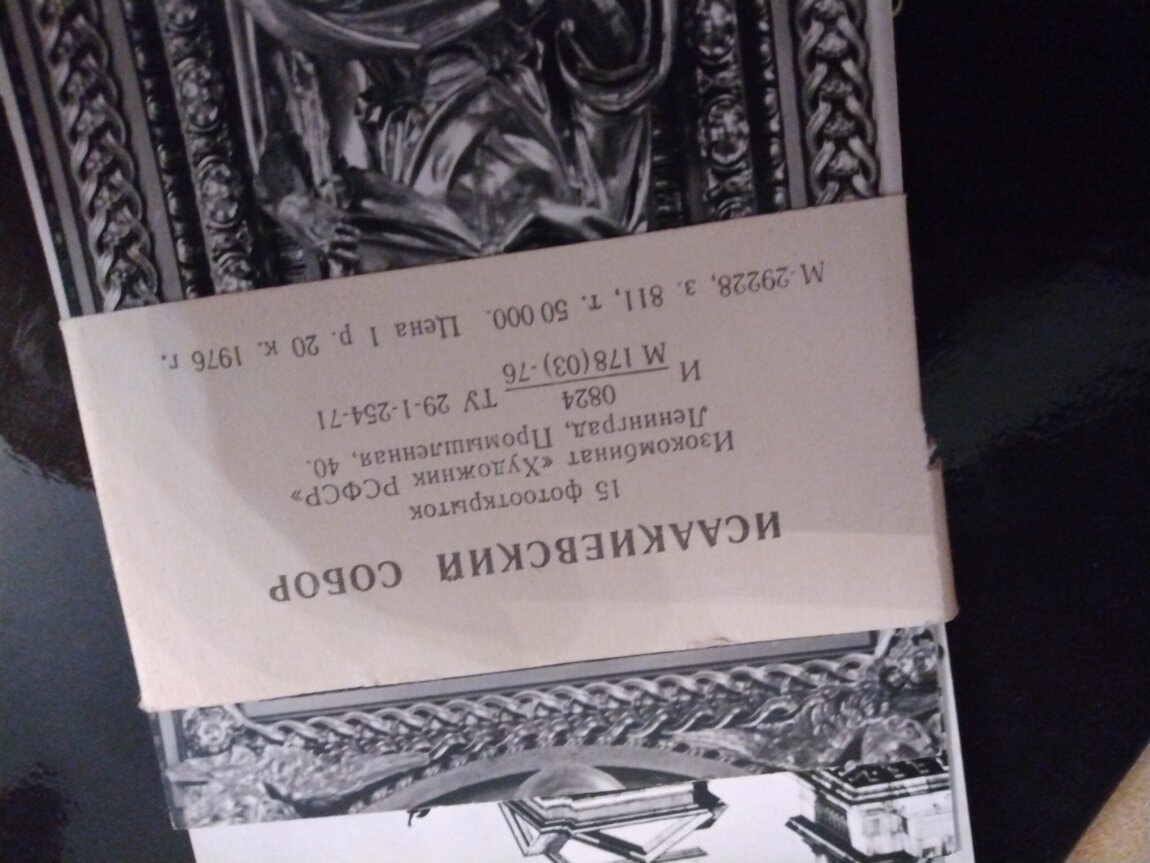 ИСААКИЕВСКИЙ СОБОР
15 фотооткрыток
Изокомбинат «Художник РСФСР»
Ленинград, Промышленная, 40.
И 0824
М 178(03)-76 ТУ 29-1-254-71
М-29228, з. 811, т. 50 000. Цена 1 р. 20 к. 1976 г.